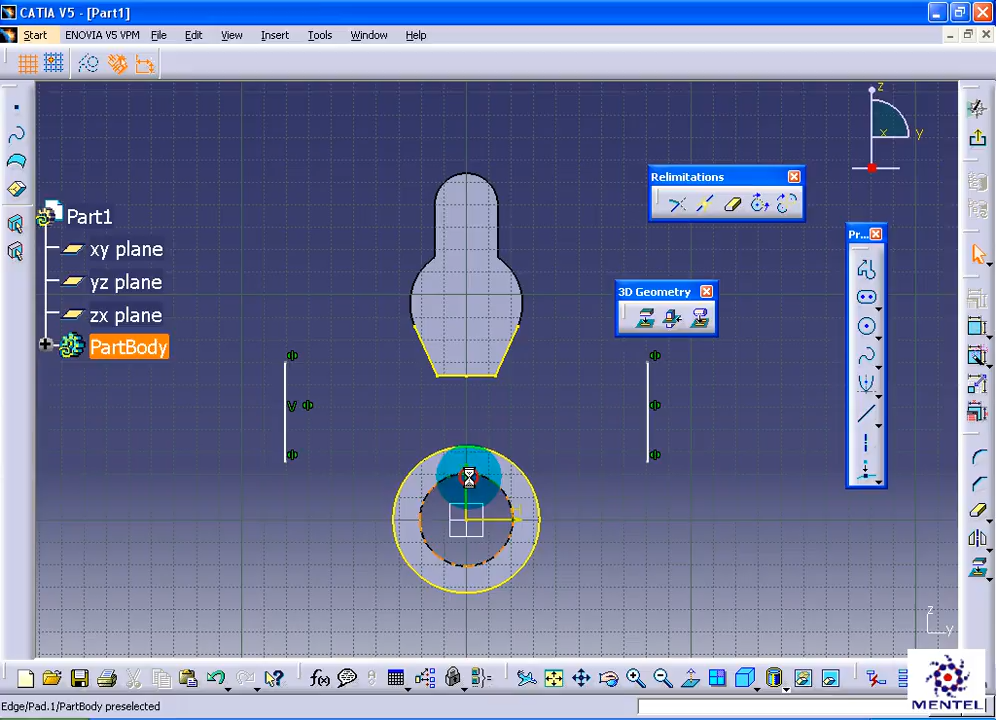 CATIA V5 - [Part1]
Start ENOVIA V5 VPM File Edit View Insert Tools Window Help
z
x y
Relimitations
Part1
Pr...
xy plane
yz plane
3D Geometry
zx plane
PartBody
V
H
z
y
f(x)
MENTEL
Edge/Pad.1/PartBody preselected